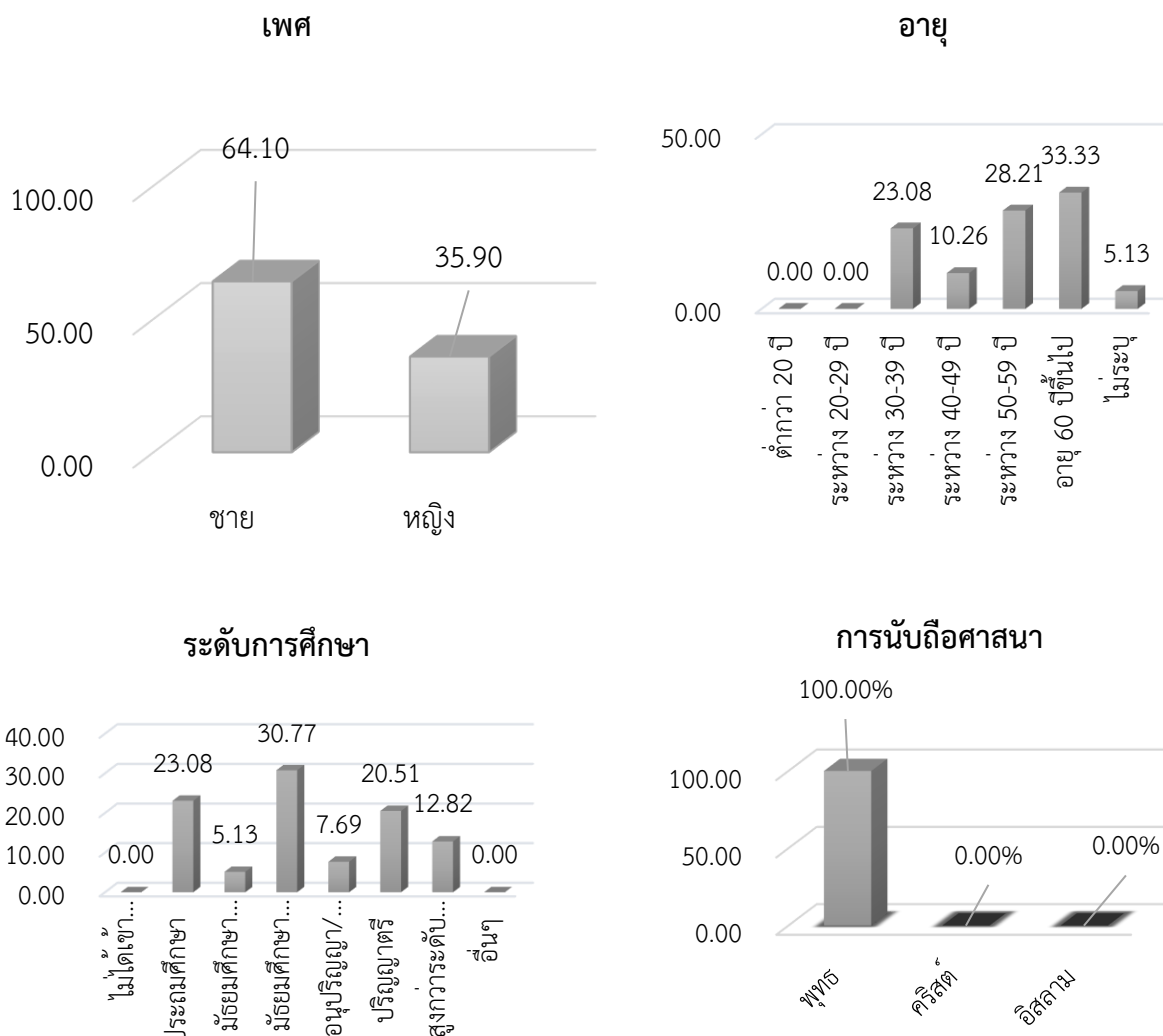 เพศ
100.00
50.00
0.00
64.10
35.90
ชาย
หญิง
อายุ
50.00
0.00
0.00
0.00
23.08
10.26
28.21
33.33
5.13
ต่ำกว่า 20 ปี
ระหว่าง 20-29 ปี
ระหว่าง 30-39 ปี
ระหว่าง 40-49 ปี
ระหว่าง 50-59 ปี
อายุ 60 ปีขึ้นไป
ไม่ระบุ
ระดับการศึกษา
40.00
30.00
20.00
10.00
0.00
0.00
23.08
5.13
30.77
7.69
20.51
12.82
0.00
ไม่ได้เข้า...
ประถมศึกษา
มัธยมศึกษา...
มัธยมศึกษา...
อนุปริญญา/...
ปริญญาตรี
สูงกว่าระดับ...
อื่นๆ
การนับถือศาสนา
100.00
50.00
0.00
100.00%
0.00%
0.00%
พุทธ
คริสต์
อิสลาม